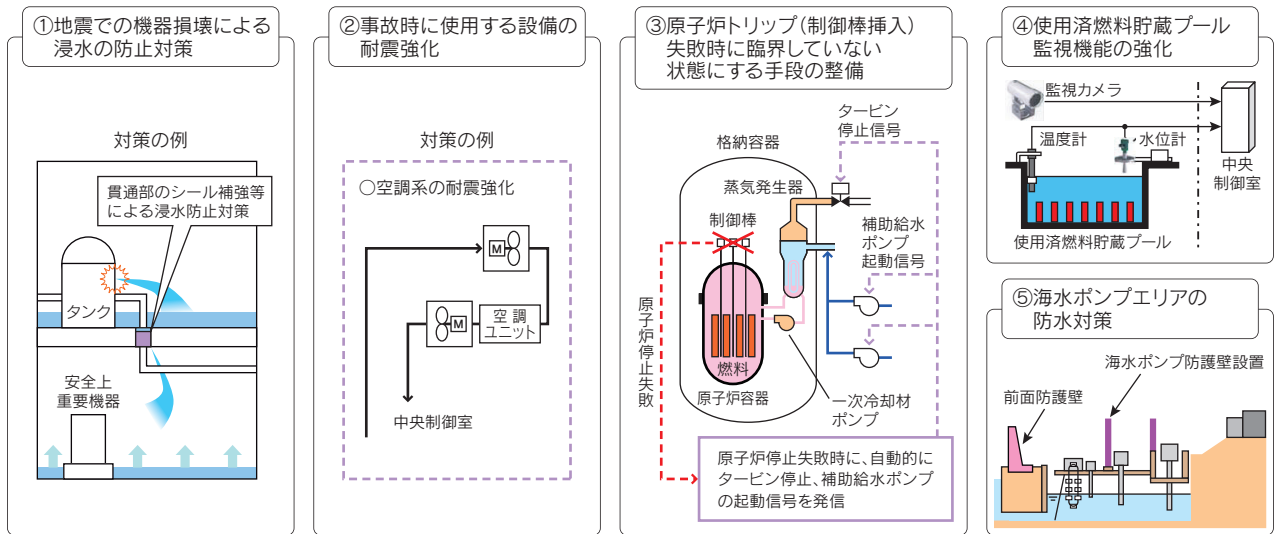 ①地震での機器損壊による
浸水の防止対策
対策の例
貫通部のシール補強等
による浸水防止対策
タンク
安全上
重要機器
②事故時に使用する設備の
耐震強化
対策の例
○空調系の耐震強化
M
M
空調
ユニット
中央制御室
③原子炉トリップ(制御棒挿入)
失敗時に臨界していない
状態にする手段の整備
タービン
停止信号
格納容器
蒸気発生器
制御棒
補助給水
ポンプ
起動信号
原子炉停止失敗
燃料
原子炉容器
一次冷却材
ポンプ
原子炉停止失敗時に、自動的に
タービン停止、補助給水ポンプ
の起動信号を発信
④使用済燃料貯蔵プール
監視機能の強化
監視カメラ
温度計
水位計
中央
制御室
使用済燃料貯蔵プール
⑤海水ポンプエリアの
防水対策
海水ポンプ防護壁設置
前面防護壁